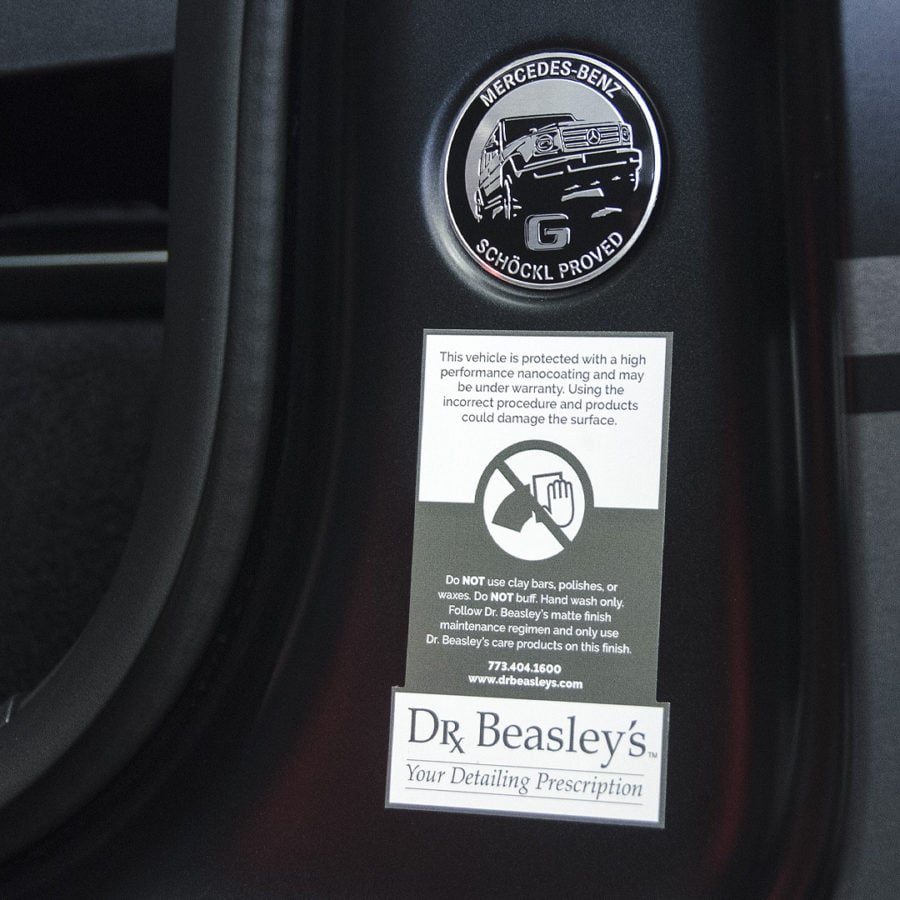 MERCEDES-BENZ
G
SCHÖCKL PROVED
This vehicle is protected with a high
performance nanocoating and may
be under warranty. Using the
incorrect procedure and products
could damage the surface.
Do NOT use clay bars, polishes, or
waxes. Do NOT buff. Hand wash only.
Follow Dr. Beasley's matte finish
maintenance regimen and only use
Dr. Beasley's care products on this finish.
773.404.1600
www.drbeasleys.com
DRx Beasley's™
Your Detailing Prescription